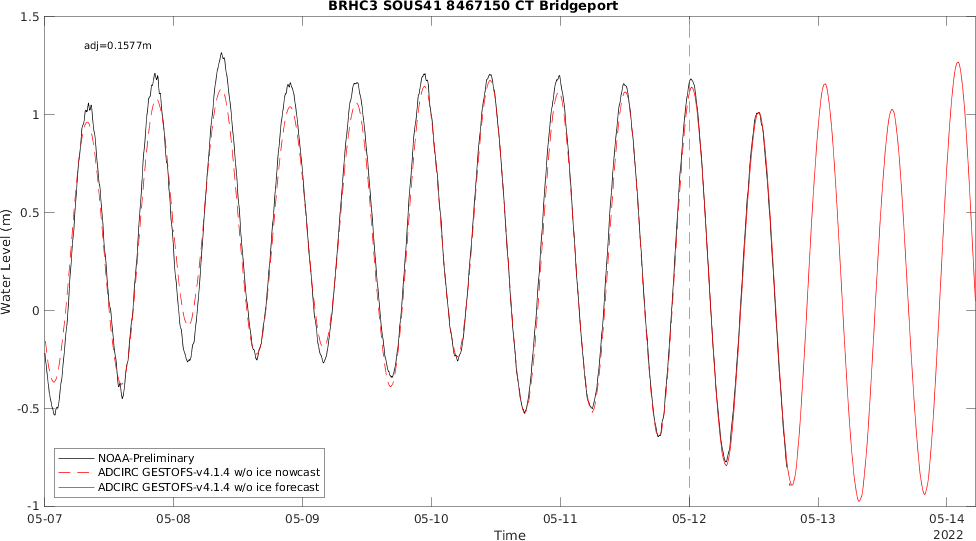 BRHC3 SOUS41 8467150 CT Bridgeport
adj=0.1577m
1.5
1
0.5
0
-0.5
-1
Water Level (m)
NOAA-Preliminary
ADCIRC GESTOFS-v4.1.4 w/o ice nowcast
ADCIRC GESTOFS-v4.1.4 w/o ice forecast
05-07 05-08 05-09 05-10 05-11 05-12 05-13 05-14
Time
2022